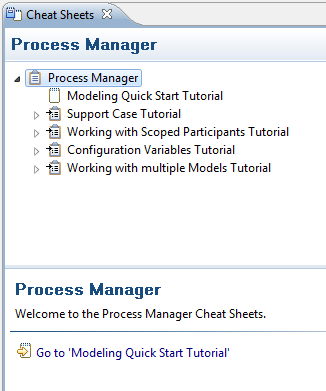 Cheat Sheets
Process Manager
Process Manager
Modeling Quick Start Tutorial
Support Case Tutorial
Working with Scoped Participants Tutorial
Configuration Variables Tutorial
Working with multiple Models Tutorial
Process Manager
Welcome to the Process Manager Cheat Sheets.
Go to 'Modeling Quick Start Tutorial'